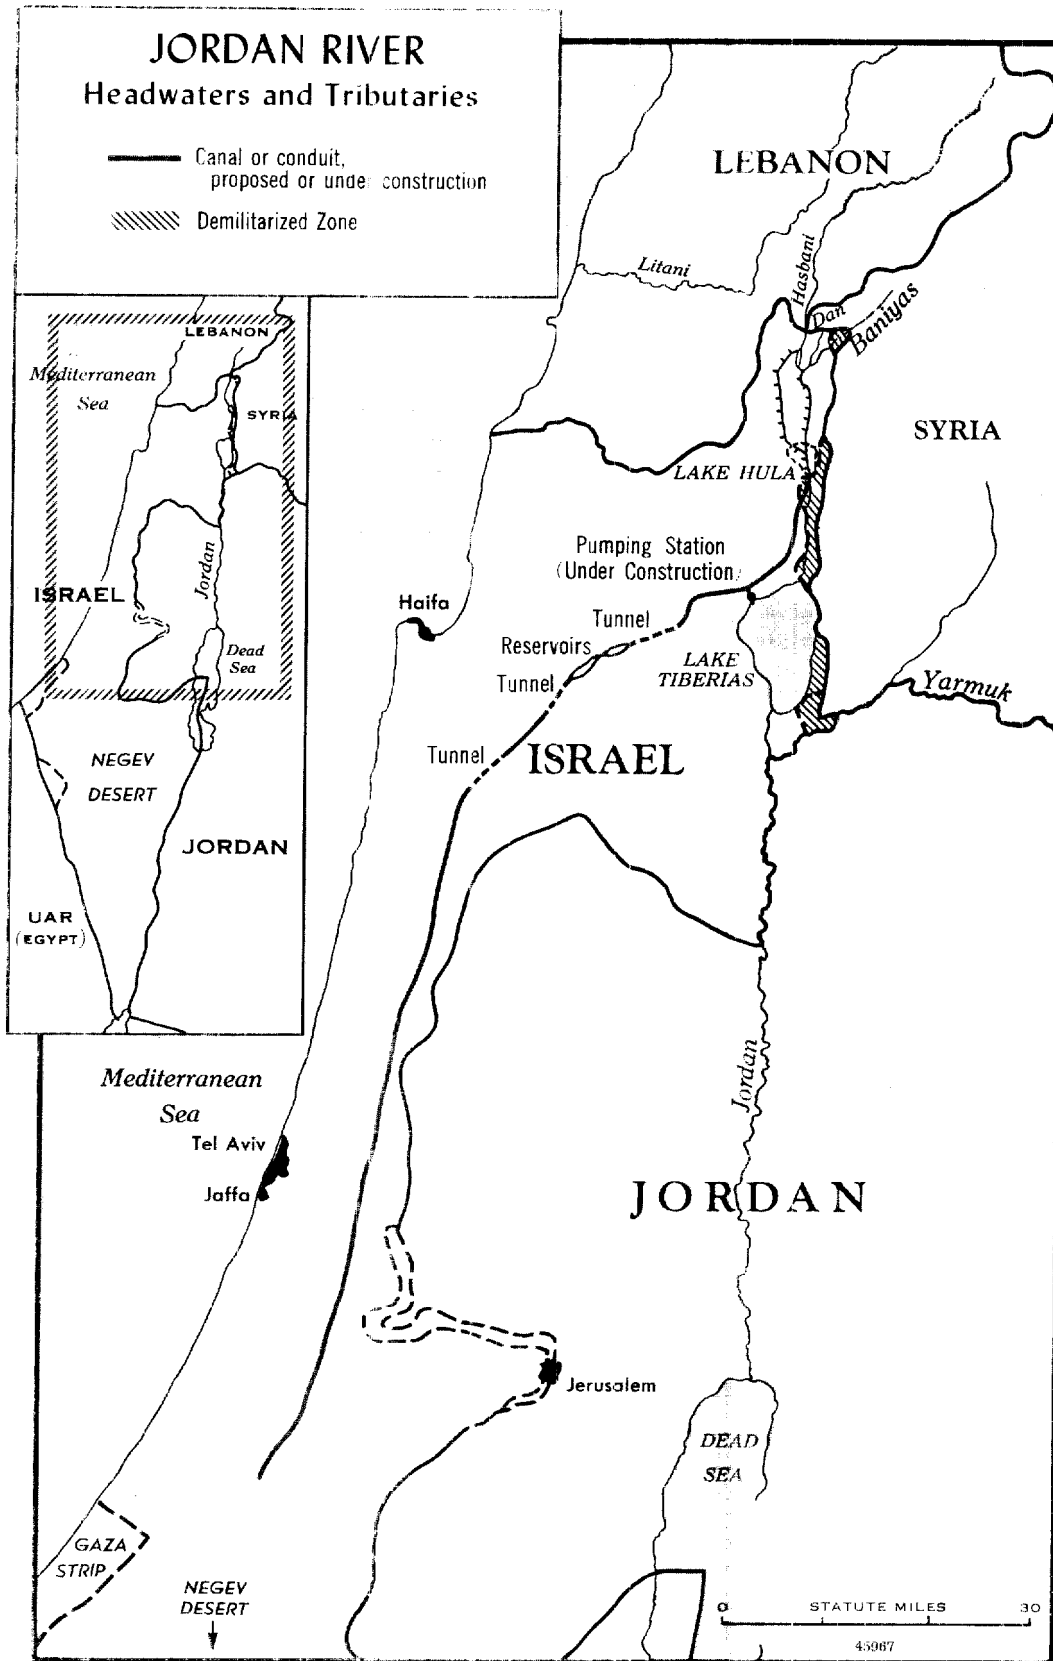 JORDAN RIVER
Headwaters and Tributaries
Canal or conduit,
proposed or under construction
Demilitarized Zone
LEBANON
Mediterranean
Sea
SYRIA
ISRAEL
Jordan
Dead
Sea
NEGEV
DESERT
JORDAN
UAR
(EGYPT)
LEBANON
Litani
Hasbani
Dan
Baniyas
SYRIA
LAKE HULA
Pumping Station
(Under Construction)
Haifa
Tunnel
Reservoirs
LAKE
TIBERIAS
Tunnel
Yarmuk
Tunnel
ISRAEL
Jordan
Mediterranean
Sea
Tel Aviv
Jaffa
JORDAN
Jerusalem
DEAD
SEA
GAZA
STRIP
NEGEV
DESERT
0 STATUTE MILES 30
45967